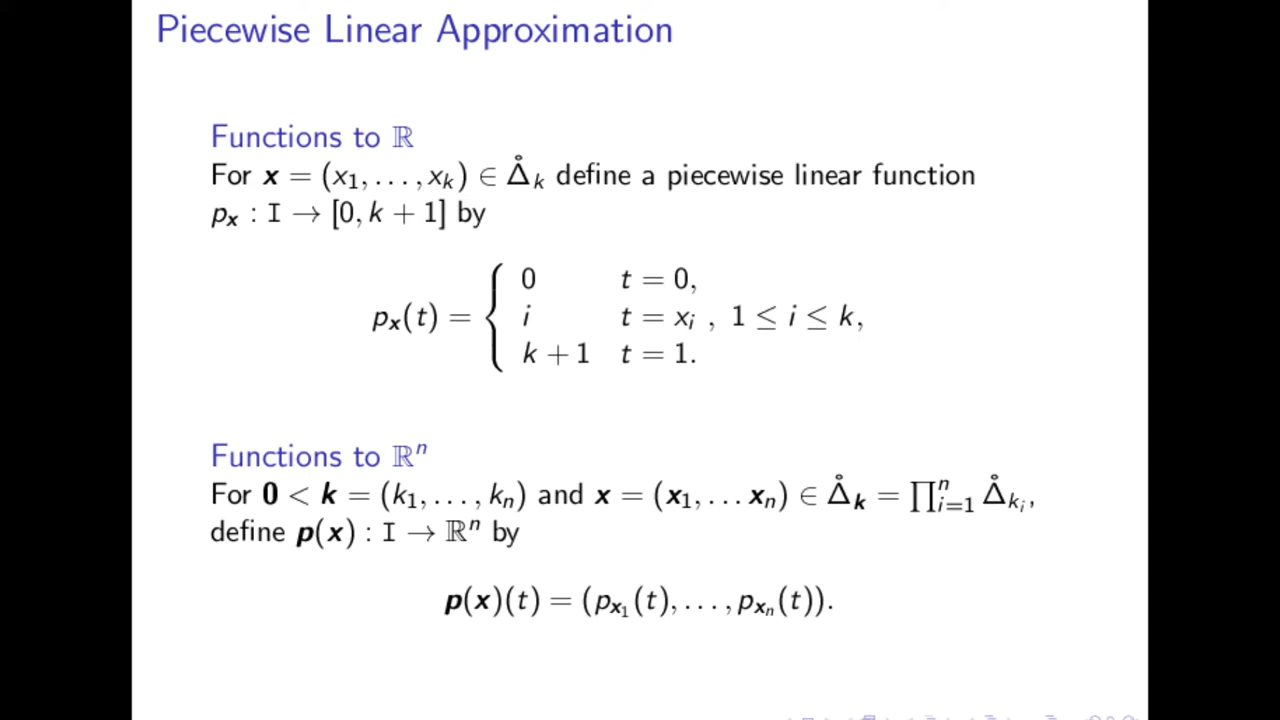 Piecewise Linear Approximation
Functions to ℝ
For 𝒙 = (x₁, . . . , xₖ) ∈ Δ̊ₖ define a piecewise linear function
p𝒙 : I → [0, k + 1] by
p𝒙(t) = { 0 t = 0,
i t = xᵢ , 1 ≤ i ≤ k,
k + 1 t = 1.
Functions to ℝⁿ
For 𝟎 < 𝒌 = (k₁, . . . , kₙ) and 𝒙 = (𝒙₁, . . . 𝒙ₙ) ∈ Δ̊𝒌 = ∏ⁿᵢ₌₁ Δ̊kᵢ,
define 𝒑(𝒙) : I → ℝⁿ by
𝒑(𝒙)(t) = (p𝒙₁(t), . . . , p𝒙ₙ(t)).